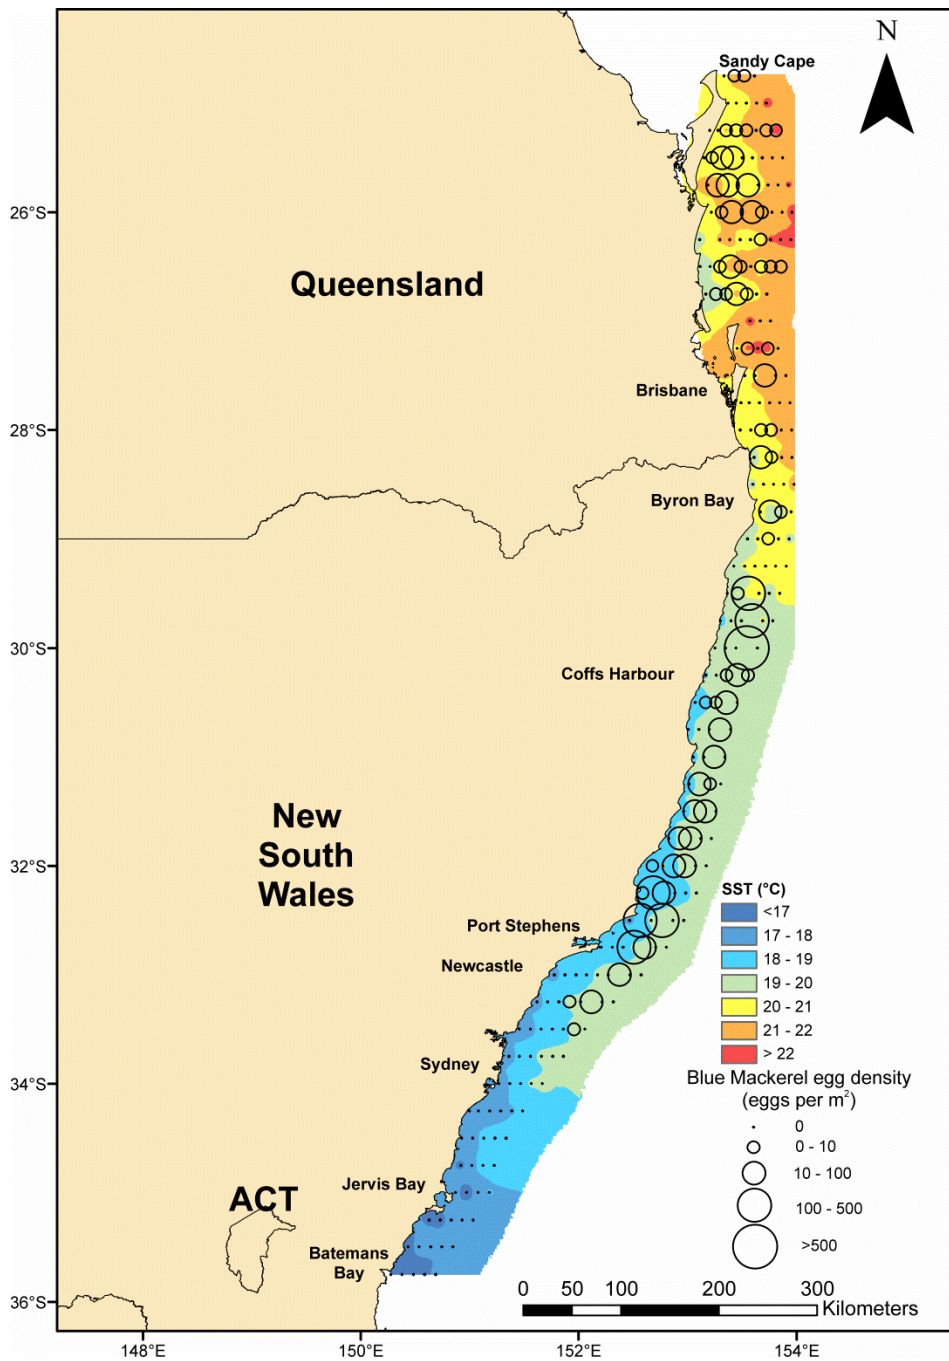 N
Sandy Cape
26°S
Queensland
Brisbane
28°S
Byron Bay
30°S
Coffs Harbour
New
South
Wales
32°S
SST (°C)
<17
17 - 18
18 - 19
19 - 20
20 - 21
21 - 22
> 22
Port Stephens
Newcastle
Sydney
34°S
Blue Mackerel egg density
(eggs per m²)
0
0 - 10
10 - 100
100 - 500
>500
Jervis Bay
ACT
Batemans
Bay
36°S
0 50 100 200 300
Kilometers
148°E 150°E 152°E 154°E